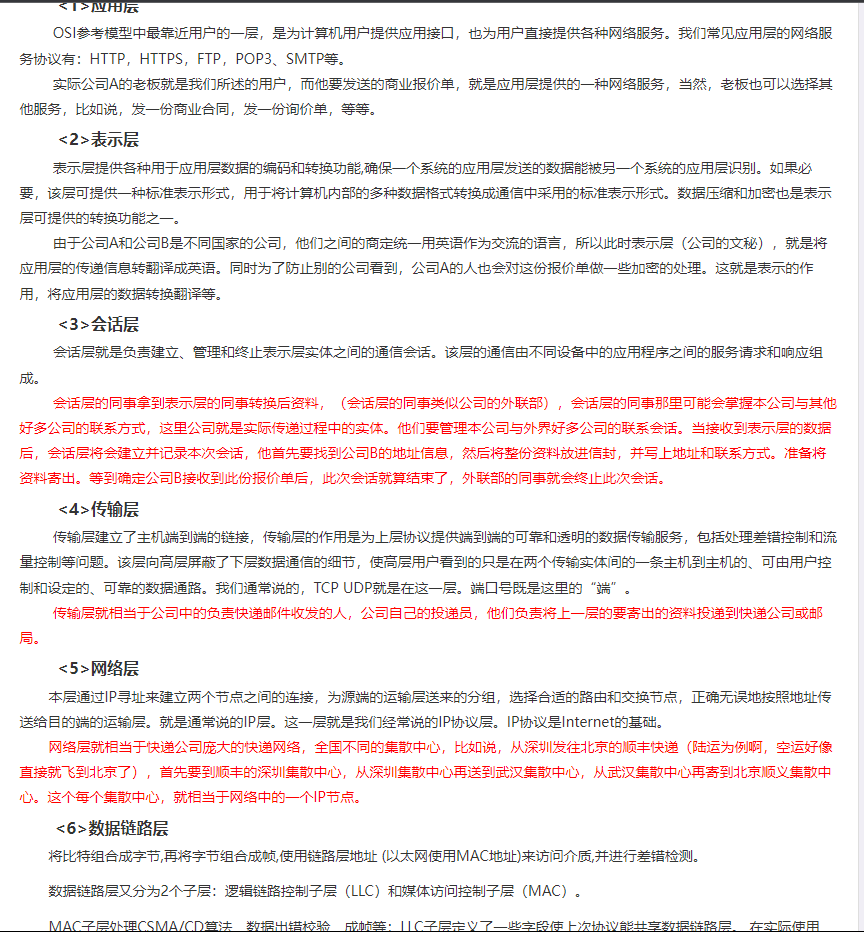 <1>应用层
OSI参考模型中最靠近用户的一层，是为计算机用户提供应用接口，也为用户直接提供各种网络服务。我们常见应用层的网络服
务协议有：HTTP，HTTPS，FTP，POP3、SMTP等。
实际公司A的老板就是我们所述的用户，而他要发送的商业报价单，就是应用层提供的一种网络服务，当然，老板也可以选择其
他服务，比如说，发一份商业合同，发一份询价单，等等。
<2>表示层
表示层提供各种用于应用层数据的编码和转换功能,确保一个系统的应用层发送的数据能被另一个系统的应用层识别。如果必
要，该层可提供一种标准表示形式，用于将计算机内部的多种数据格式转换成通信中采用的标准表示形式。数据压缩和加密也是表示
层可提供的转换功能之一。
由于公司A和公司B是不同国家的公司，他们之间的商定统一用英语作为交流的语言，所以此时表示层（公司的文秘），就是将
应用层的传递信息转翻译成英语。同时为了防止别的公司看到，公司A的人也会对这份报价单做一些加密的处理。这就是表示的作
用，将应用层的数据转换翻译等。
<3>会话层
会话层就是负责建立、管理和终止表示层实体之间的通信会话。该层的通信由不同设备中的应用程序之间的服务请求和响应组
成。
会话层的同事拿到表示层的同事转换后资料，（会话层的同事类似公司的外联部），会话层的同事那里可能会掌握本公司与其他
好多公司的联系方式，这里公司就是实际传递过程中的实体。他们要管理本公司与外界好多公司的联系会话。当接收到表示层的数据
后，会话层将会建立并记录本次会话，他首先要找到公司B的地址信息，然后将整份资料放进信封，并写上地址和联系方式。准备将
资料寄出。等到确定公司B接收到此份报价单后，此次会话就算结束了，外联部的同事就会终止此次会话。
<4>传输层
传输层建立了主机端到端的链接，传输层的作用是为上层协议提供端到端的可靠和透明的数据传输服务，包括处理差错控制和流
量控制等问题。该层向高层屏蔽了下层数据通信的细节，使高层用户看到的只是在两个传输实体间的一条主机到主机的、可由用户控
制和设定的、可靠的数据通路。我们通常说的，TCP UDP就是在这一层。端口号既是这里的“端”。
传输层就相当于公司中的负责快递邮件收发的人，公司自己的投递员，他们负责将上一层的要寄出的资料投递到快递公司或邮
局。
<5>网络层
本层通过IP寻址来建立两个节点之间的连接，为源端的运输层送来的分组，选择合适的路由和交换节点，正确无误地按照地址传
送给目的端的运输层。就是通常说的IP层。这一层就是我们经常说的IP协议层。IP协议是Internet的基础。
网络层就相当于快递公司庞大的快递网络，全国不同的集散中心，比如说，从深圳发往北京的顺丰快递（陆运为例啊，空运好像
直接就飞到北京了），首先要到顺丰的深圳集散中心，从深圳集散中心再送到武汉集散中心，从武汉集散中心再寄到北京顺义集散中
心。这个每个集散中心，就相当于网络中的一个IP节点。
<6>数据链路层
将比特组合成字节,再将字节组合成帧,使用链路层地址 (以太网使用MAC地址)来访问介质,并进行差错检测。
数据链路层又分为2个子层：逻辑链路控制子层（LLC）和媒体访问控制子层（MAC）。
MAC子层处理CSMA/CD算法、数据出错校验、成帧等；LLC子层定义了一些字段使上次协议能共享数据链路层。 在实际使用